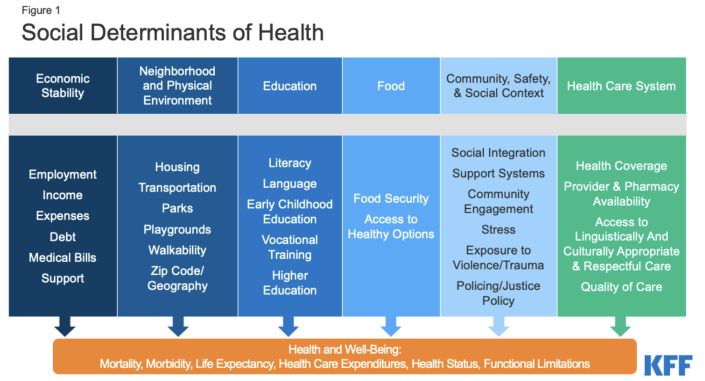 Figure 1
Social Determinants of Health
Economic
Stability
Neighborhood
and Physical
Environment
Education
Food
Community, Safety,
& Social Context
Health Care System
Employment
Income
Expenses
Debt
Medical Bills
Support
Housing
Transportation
Parks
Playgrounds
Walkability
Zip Code/
Geography
Literacy
Language
Early Childhood
Education
Vocational
Training
Higher
Education
Food Security
Access to
Healthy Options
Social Integration
Support Systems
Community
Engagement
Stress
Exposure to
Violence/Trauma
Policing/Justice
Policy
Health Coverage
Provider & Pharmacy
Availability
Access to
Linguistically And
Culturally Appropriate
& Respectful Care
Quality of Care
Health and Well-Being:
Mortality, Morbidity, Life Expectancy, Health Care Expenditures, Health Status, Functional Limitations
KFF